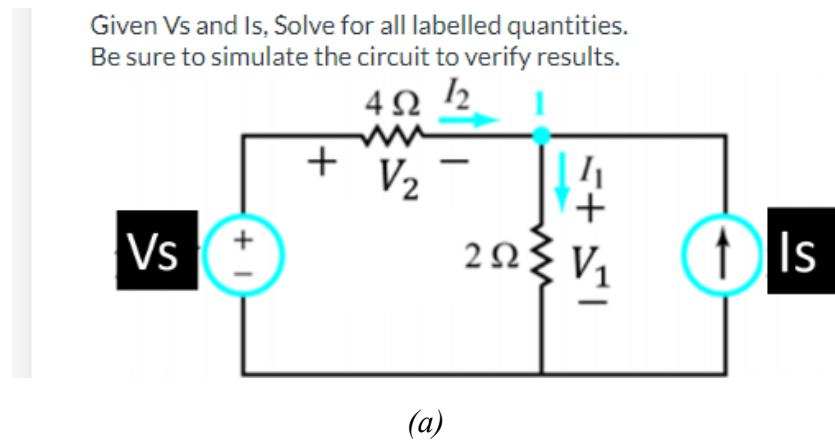 Given Vs and Is, Solve for all labelled quantities.
Be sure to simulate the circuit to verify results.
4 Ω I₂ 1
+ V₂ −
I₁
+
Vs + − 2 Ω V₁ Is
−
(a)